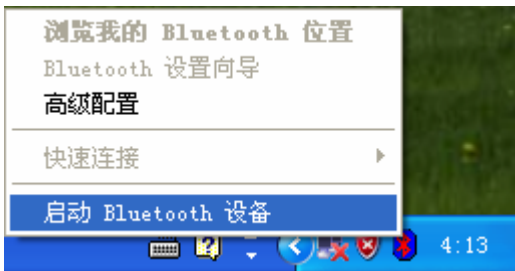 浏览我的 Bluetooth 位置
Bluetooth 设置向导
高级配置
快速连接
启动 Bluetooth 设备
4:13